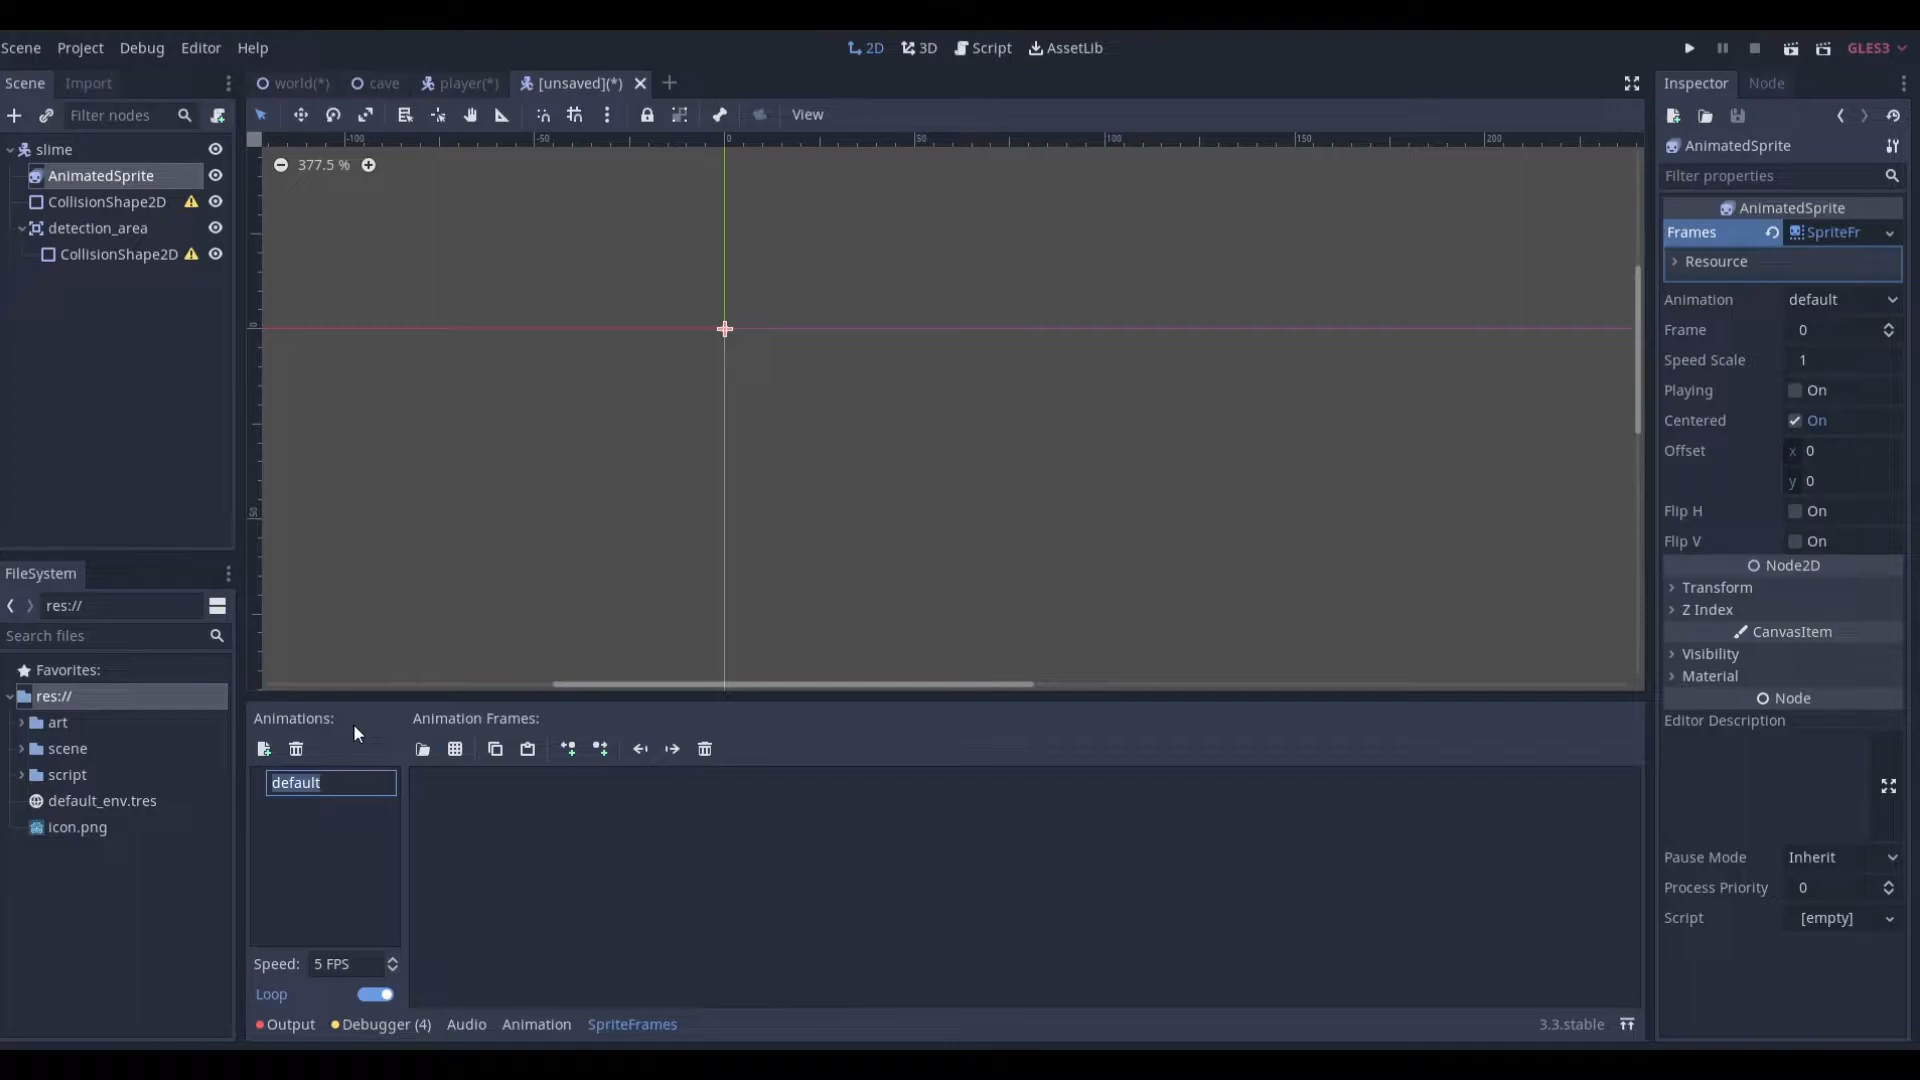 Scene Project Debug Editor Help 2D 3D Script AssetLib GLES3
Scene Import world(*) cave player(*) [unsaved](*) Inspector Node
Filter nodes View
-100 -50 0 50 100 150 200
slime AnimatedSprite
377.5 %
AnimatedSprite Filter properties
CollisionShape2D AnimatedSprite
detection_area Frames SpriteFr
CollisionShape2D Resource
Animation default
0 Frame 0
Speed Scale 1
Playing On
Centered On
Offset x 0
y 0
50 Flip H On
Flip V On
FileSystem Node2D
res:// Transform
Z Index
Search files CanvasItem
Favorites: Visibility
res:// Material
Node
art Animations: Animation Frames: Editor Description
scene
script default
default_env.tres
icon.png
Pause Mode Inherit
Process Priority 0
Script [empty]
Speed: 5 FPS
Loop
Output Debugger (4) Audio Animation SpriteFrames 3.3.stable